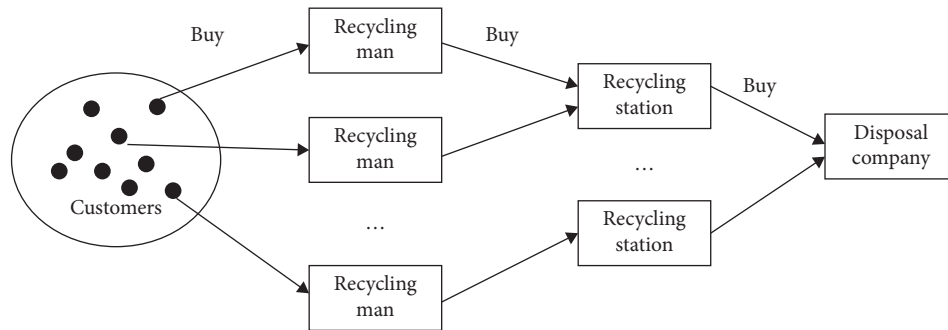 Buy
Recycling
man
Buy
Recycling
station
Buy
Disposal
company
Recycling
man
...
Customers
...
Recycling
station
Recycling
man